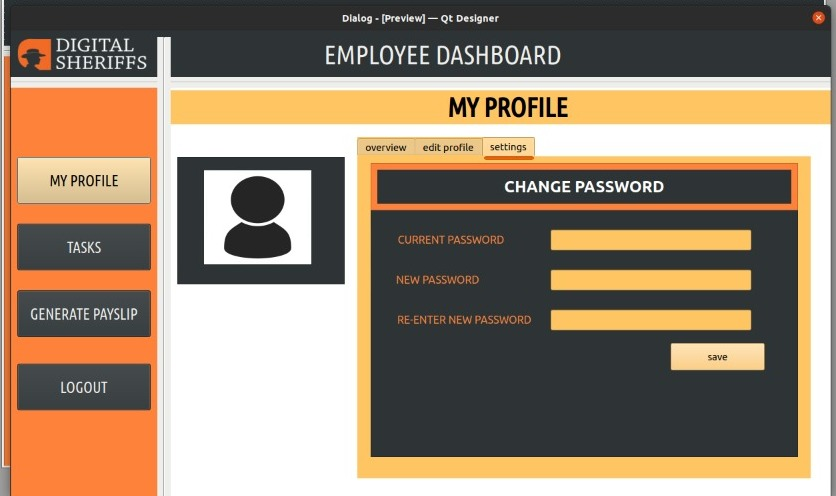 Dialog - [Preview] — Qt Designer
DIGITAL
SHERIFFS
EMPLOYEE DASHBOARD
MY PROFILE
overview
edit profile
settings
MY PROFILE
TASKS
GENERATE PAYSLIP
LOGOUT
CHANGE PASSWORD
CURRENT PASSWORD
NEW PASSWORD
RE-ENTER NEW PASSWORD
save